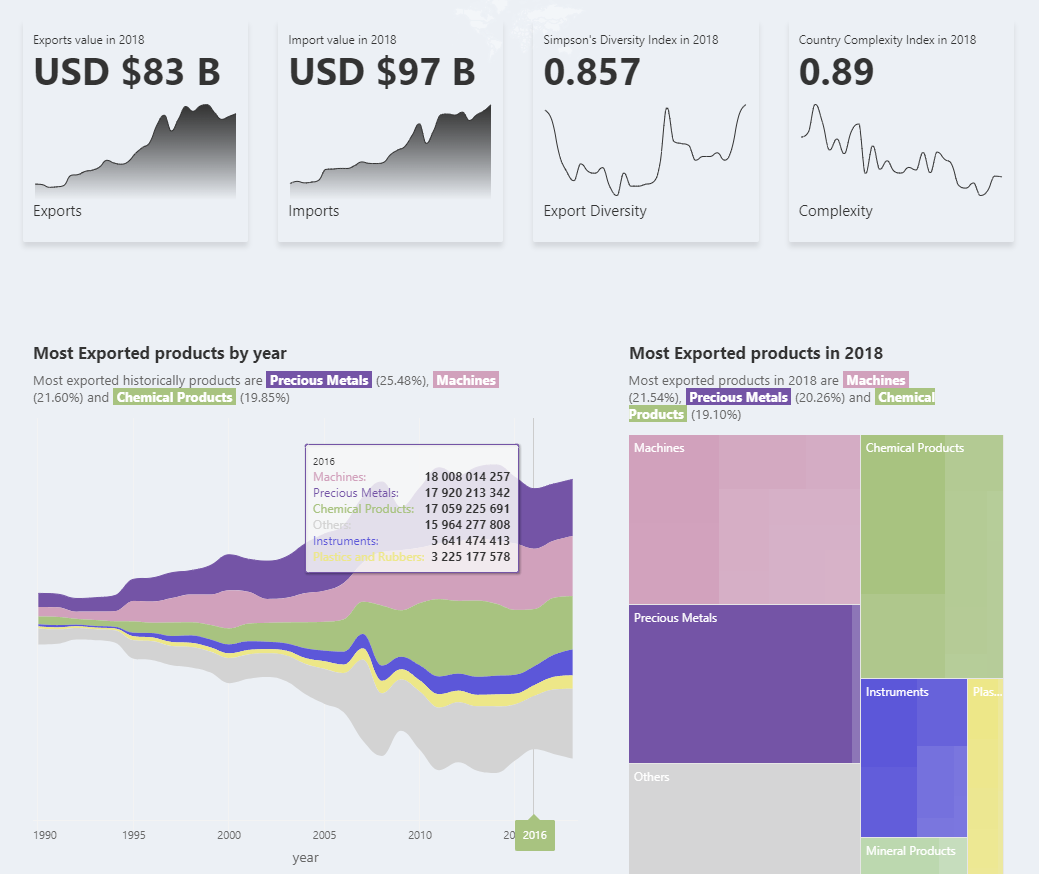 Exports value in 2018
USD $83 B
Exports
Import value in 2018
USD $97 B
Imports
Simpson's Diversity Index in 2018
0.857
Export Diversity
Country Complexity Index in 2018
0.89
Complexity
Most Exported products by year
Most exported historically products are Precious Metals (25.48%), Machines
(21.60%) and Chemical Products (19.85%)
2016
Machines: 18 008 014 257
Precious Metals: 17 920 213 342
Chemical Products: 17 059 225 691
Others: 15 964 277 808
Instruments: 5 641 474 413
Plastics and Rubbers: 3 225 177 578
1990 1995 2000 2005 2010 20 2016
year
Most Exported products in 2018
Most exported products in 2018 are Machines
(21.54%), Precious Metals (20.26%) and Chemical
Products (19.10%)
Machines
Chemical Products
Precious Metals
Instruments
Plas...
Others
Mineral Products